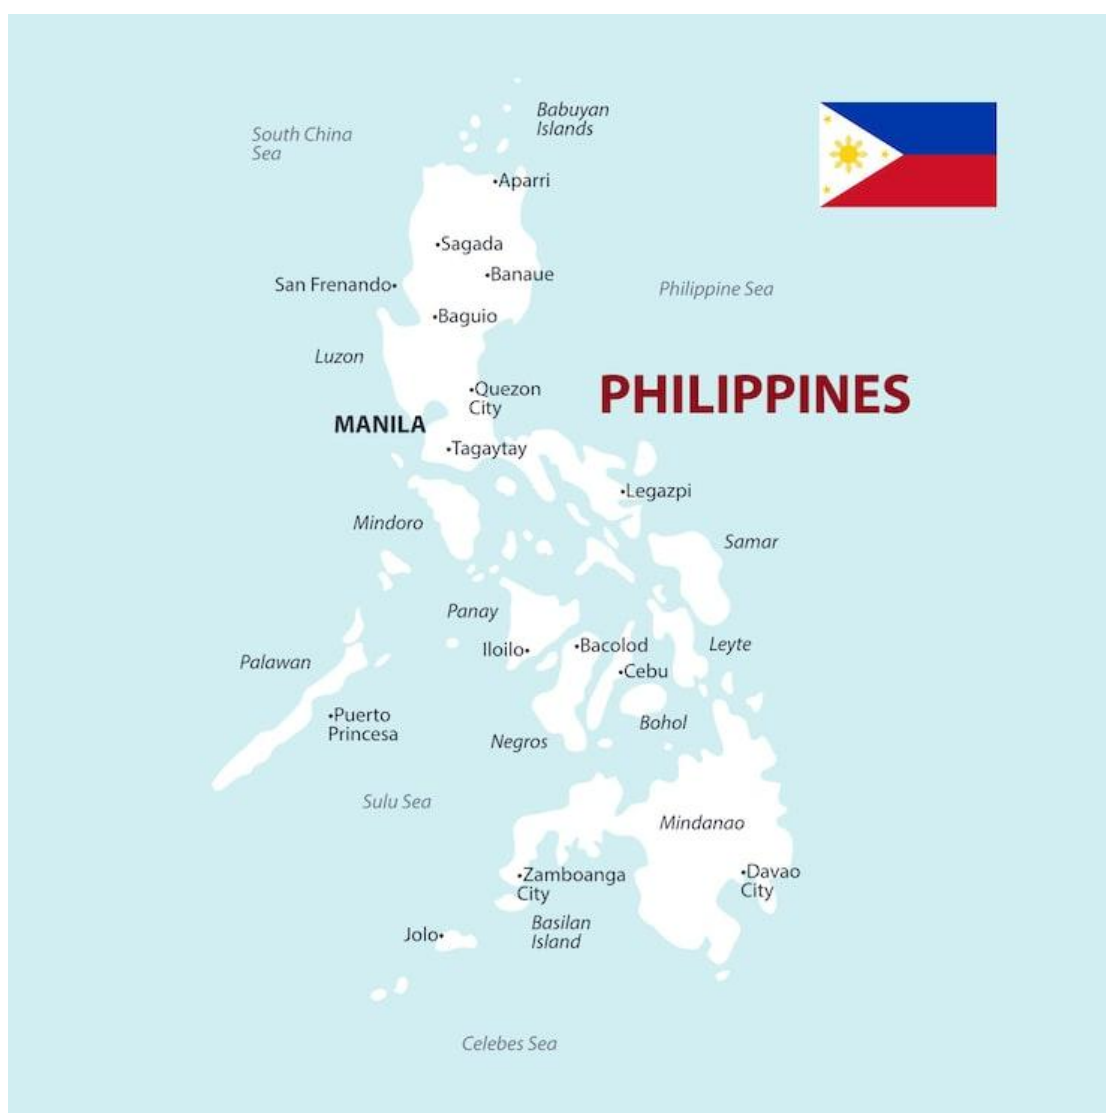 Babuyan
Islands
South China
Sea
•Aparri
•Sagada
•Banaue
San Frenando•
Philippine Sea
•Baguio
Luzon
PHILIPPINES
•Quezon
City
MANILA
•Tagaytay
•Legazpi
Mindoro
Samar
Panay
Iloilo•
•Bacolod
Leyte
Palawan
•Cebu
•Puerto
Princesa
Bohol
Negros
Sulu Sea
Mindanao
•Zamboanga
City
•Davao
City
Basilan
Island
Jolo•
Celebes Sea